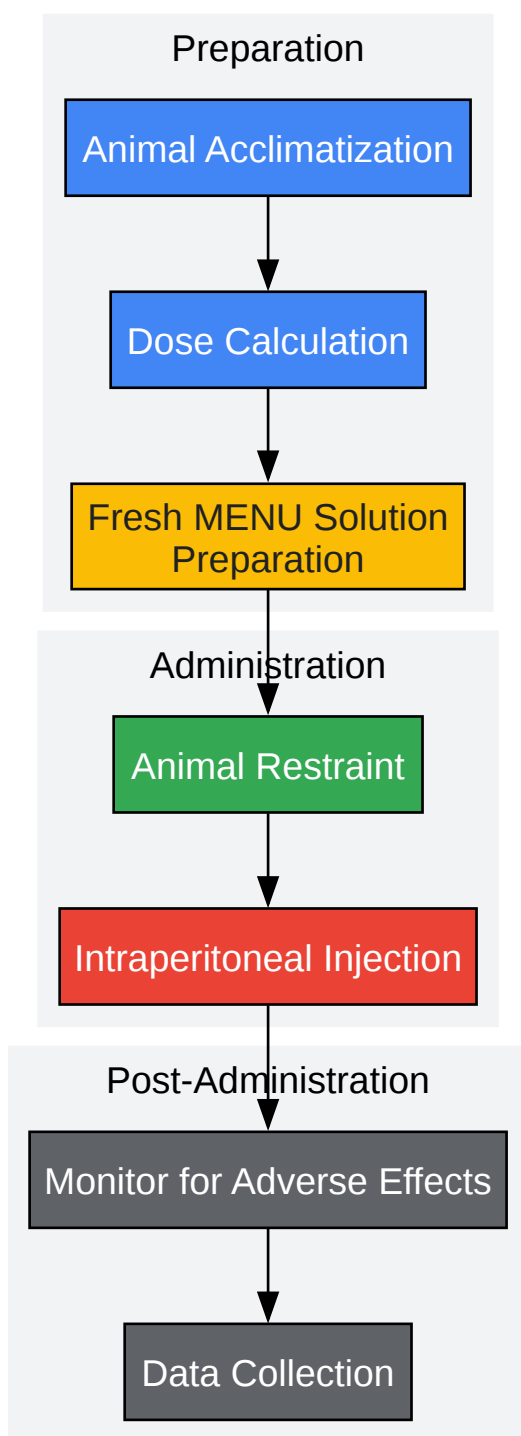 Preparation
Animal Acclimatization
Dose Calculation
Fresh MENU Solution
Preparation
Administration
Animal Restraint
Intraperitoneal Injection
Post-Administration
Monitor for Adverse Effects
Data Collection